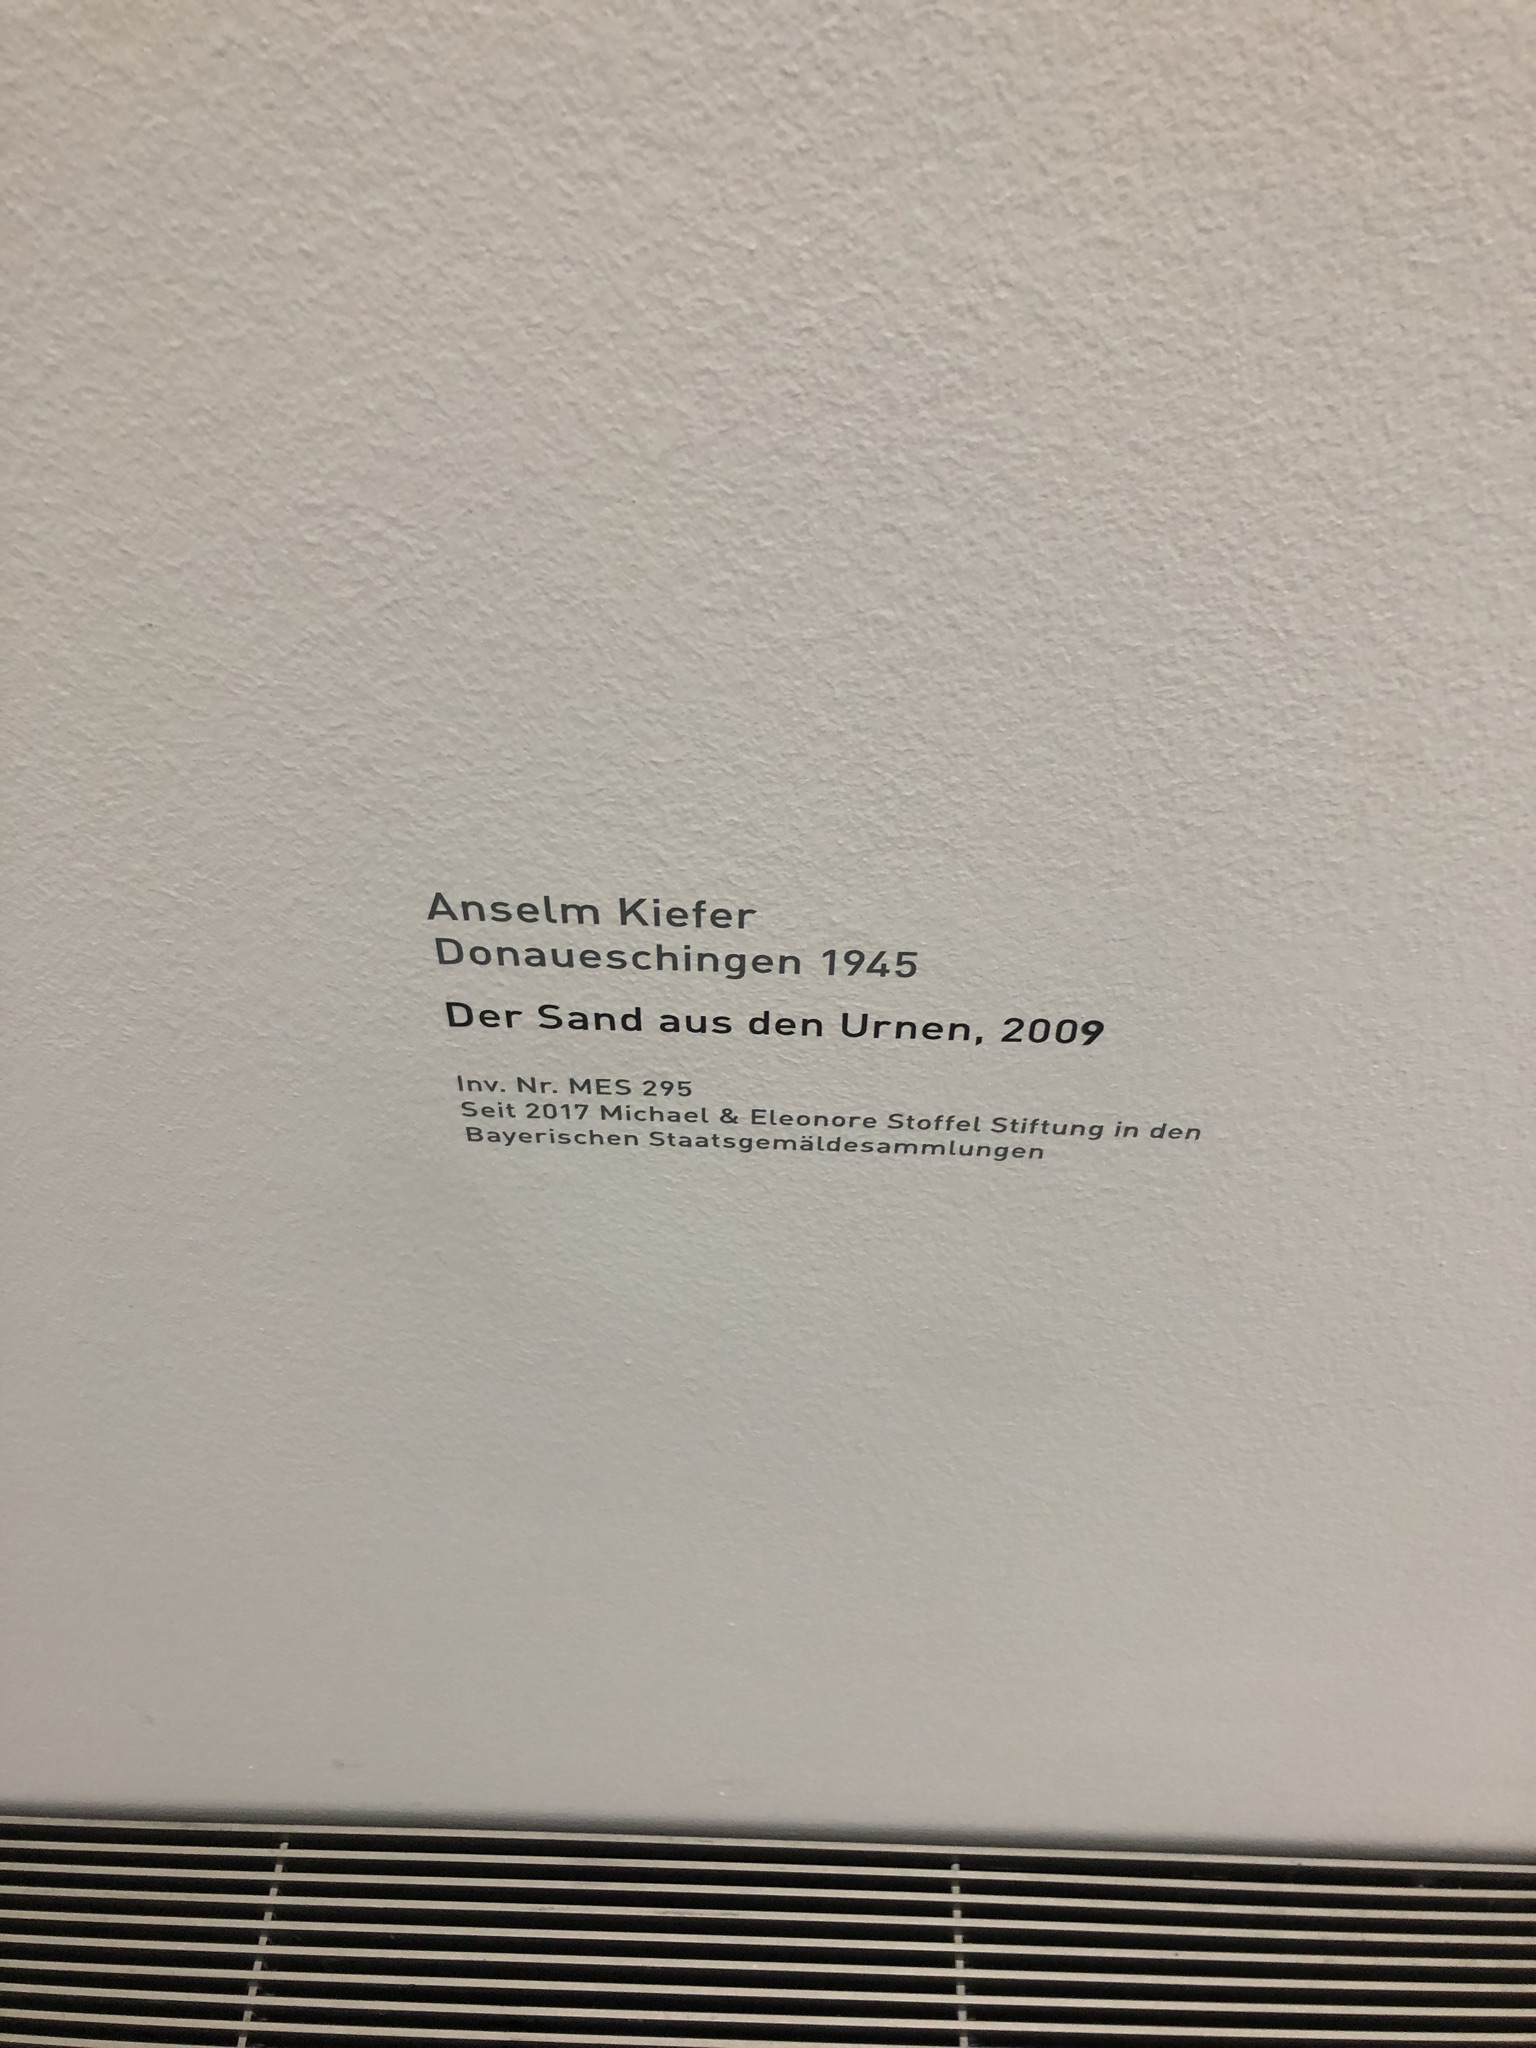 Anselm Kiefer
Donaueschingen 1945
Der Sand aus den Urnen, 2009
Inv. Nr. MES 295
Seit 2017 Michael & Eleonore Stoffel Stiftung in den
Bayerischen Staatsgemäldesammlungen